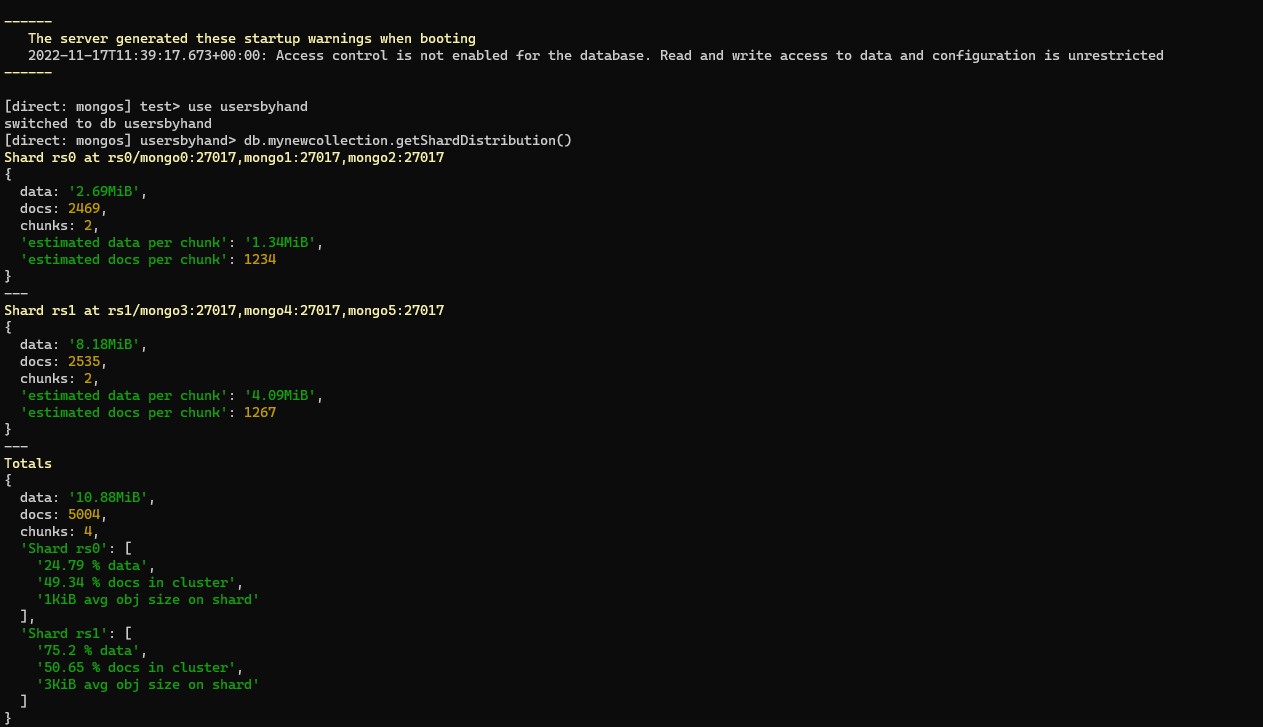 ------
   The server generated these startup warnings when booting
   2022-11-17T11:39:17.673+00:00: Access control is not enabled for the database. Read and write access to data and configuration is unrestricted
------

[direct: mongos] test> use usersbyhand
switched to db usersbyhand
[direct: mongos] usersbyhand> db.mynewcollection.getShardDistribution()
Shard rs0 at rs0/mongo0:27017,mongo1:27017,mongo2:27017
{
  data: '2.69MiB',
  docs: 2469,
  chunks: 2,
  'estimated data per chunk': '1.34MiB',
  'estimated docs per chunk': 1234
}
---
Shard rs1 at rs1/mongo3:27017,mongo4:27017,mongo5:27017
{
  data: '8.18MiB',
  docs: 2535,
  chunks: 2,
  'estimated data per chunk': '4.09MiB',
  'estimated docs per chunk': 1267
}
---
Totals
{
  data: '10.88MiB',
  docs: 5004,
  chunks: 4,
  'Shard rs0': [
    '24.79 % data',
    '49.34 % docs in cluster',
    '1KiB avg obj size on shard'
  ],
  'Shard rs1': [
    '75.2 % data',
    '50.65 % docs in cluster',
    '3KiB avg obj size on shard'
  ]
}